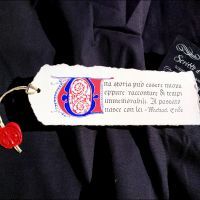 Una storia può essere nuova
eppure raccontare di tempi
immemorabili. Il passato
nasce con lei - Michael Ende